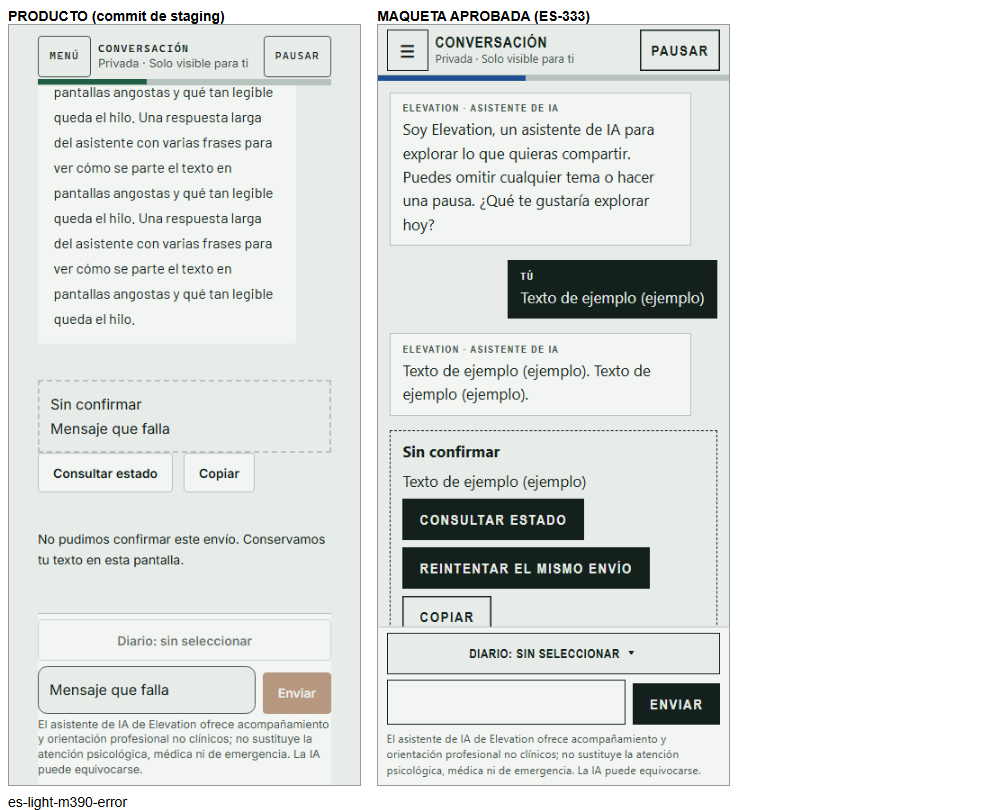 PRODUCTO (commit de staging)
MENÚ
CONVERSACIÓN
Privada · Solo visible para ti
PAUSAR
pantallas angostas y qué tan legible
queda el hilo. Una respuesta larga
del asistente con varias frases para
ver cómo se parte el texto en
pantallas angostas y qué tan legible
queda el hilo. Una respuesta larga
del asistente con varias frases para
ver cómo se parte el texto en
pantallas angostas y qué tan legible
queda el hilo.
Sin confirmar
Mensaje que falla
Consultar estado
Copiar
No pudimos confirmar este envío. Conservamos
tu texto en esta pantalla.
Diario: sin seleccionar
Mensaje que falla
Enviar
El asistente de IA de Elevation ofrece acompañamiento
y orientación profesional no clínicos; no sustituye la
atención psicológica, médica ni de emergencia. La IA
puede equivocarse.
MAQUETA APROBADA (ES-333)
☰
CONVERSACIÓN
Privada · Solo visible para ti
PAUSAR
ELEVATION · ASISTENTE DE IA
Soy Elevation, un asistente de IA para
explorar lo que quieras compartir.
Puedes omitir cualquier tema o hacer
una pausa. ¿Qué te gustaría explorar
hoy?
TÚ
Texto de ejemplo (ejemplo)
ELEVATION · ASISTENTE DE IA
Texto de ejemplo (ejemplo). Texto de
ejemplo (ejemplo).
Sin confirmar
Texto de ejemplo (ejemplo)
CONSULTAR ESTADO
REINTENTAR EL MISMO ENVÍO
COPIAR
DIARIO: SIN SELECCIONAR ▾
ENVIAR
El asistente de IA de Elevation ofrece acompañamiento y
orientación profesional no clínicos; no sustituye la atención
psicológica, médica ni de emergencia. La IA puede equivocarse.
es-light-m390-error